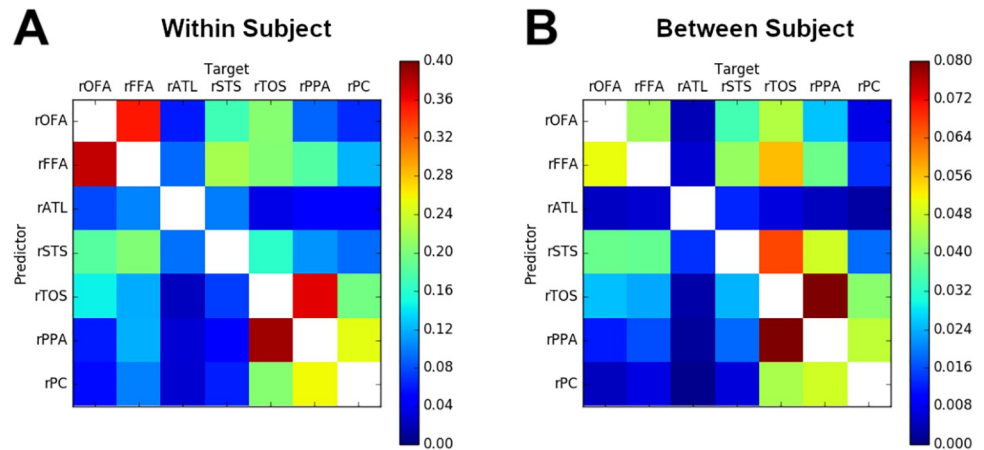 A Within Subject
Target
rOFA rFFA rATL rSTS rTOS rPPA rPC
Predictor
rOFA
rFFA
rATL
rSTS
rTOS
rPPA
rPC
0.40
0.36
0.32
0.28
0.24
0.20
0.16
0.12
0.08
0.04
0.00
B Between Subject
Target
rOFA rFFA rATL rSTS rTOS rPPA rPC
Predictor
rOFA
rFFA
rATL
rSTS
rTOS
rPPA
rPC
0.080
0.072
0.064
0.056
0.048
0.040
0.032
0.024
0.016
0.008
0.000